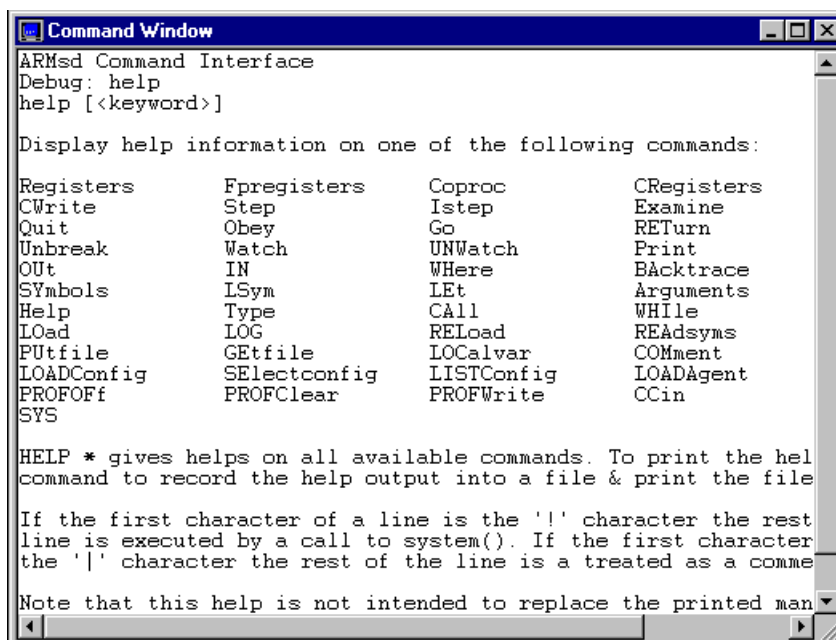 Command Window
ARMsd Command Interface
Debug: help
help [<keyword>]
Display help information on one of the following commands:
Registers Fpregisters Coproc CRegisters
CWrite Step Istep Examine
Quit Obey Go RETurn
Unbreak Watch UNWatch Print
OUt IN WHere BAcktrace
SYmbols LSym LEt Arguments
Help Type CAll WHIle
LOad LOG RELoad REAdsyms
PUtfile GEtfile LOCalvar COMment
LOADConfig SElectconfig LISTConfig LOADAgent
PROFOFf PROFClear PROFWrite CCin
SYS
HELP * gives helps on all available commands. To print the hel
command to record the help output into a file & print the file
If the first character of a line is the '!' character the rest
line is executed by a call to system(). If the first character
the '|' character the rest of the line is a treated as a comme
Note that this help is not intended to replace the printed man